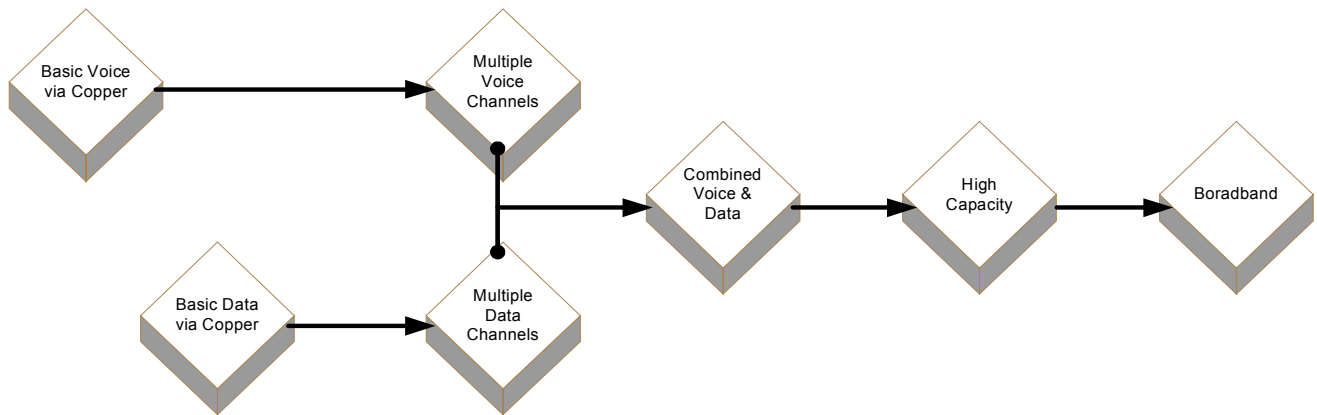 Basic Voice
via Copper
Multiple
Voice
Channels
Combined
Voice &
Data
High
Capacity
Boradband
Basic Data
via Copper
Multiple
Data
Channels